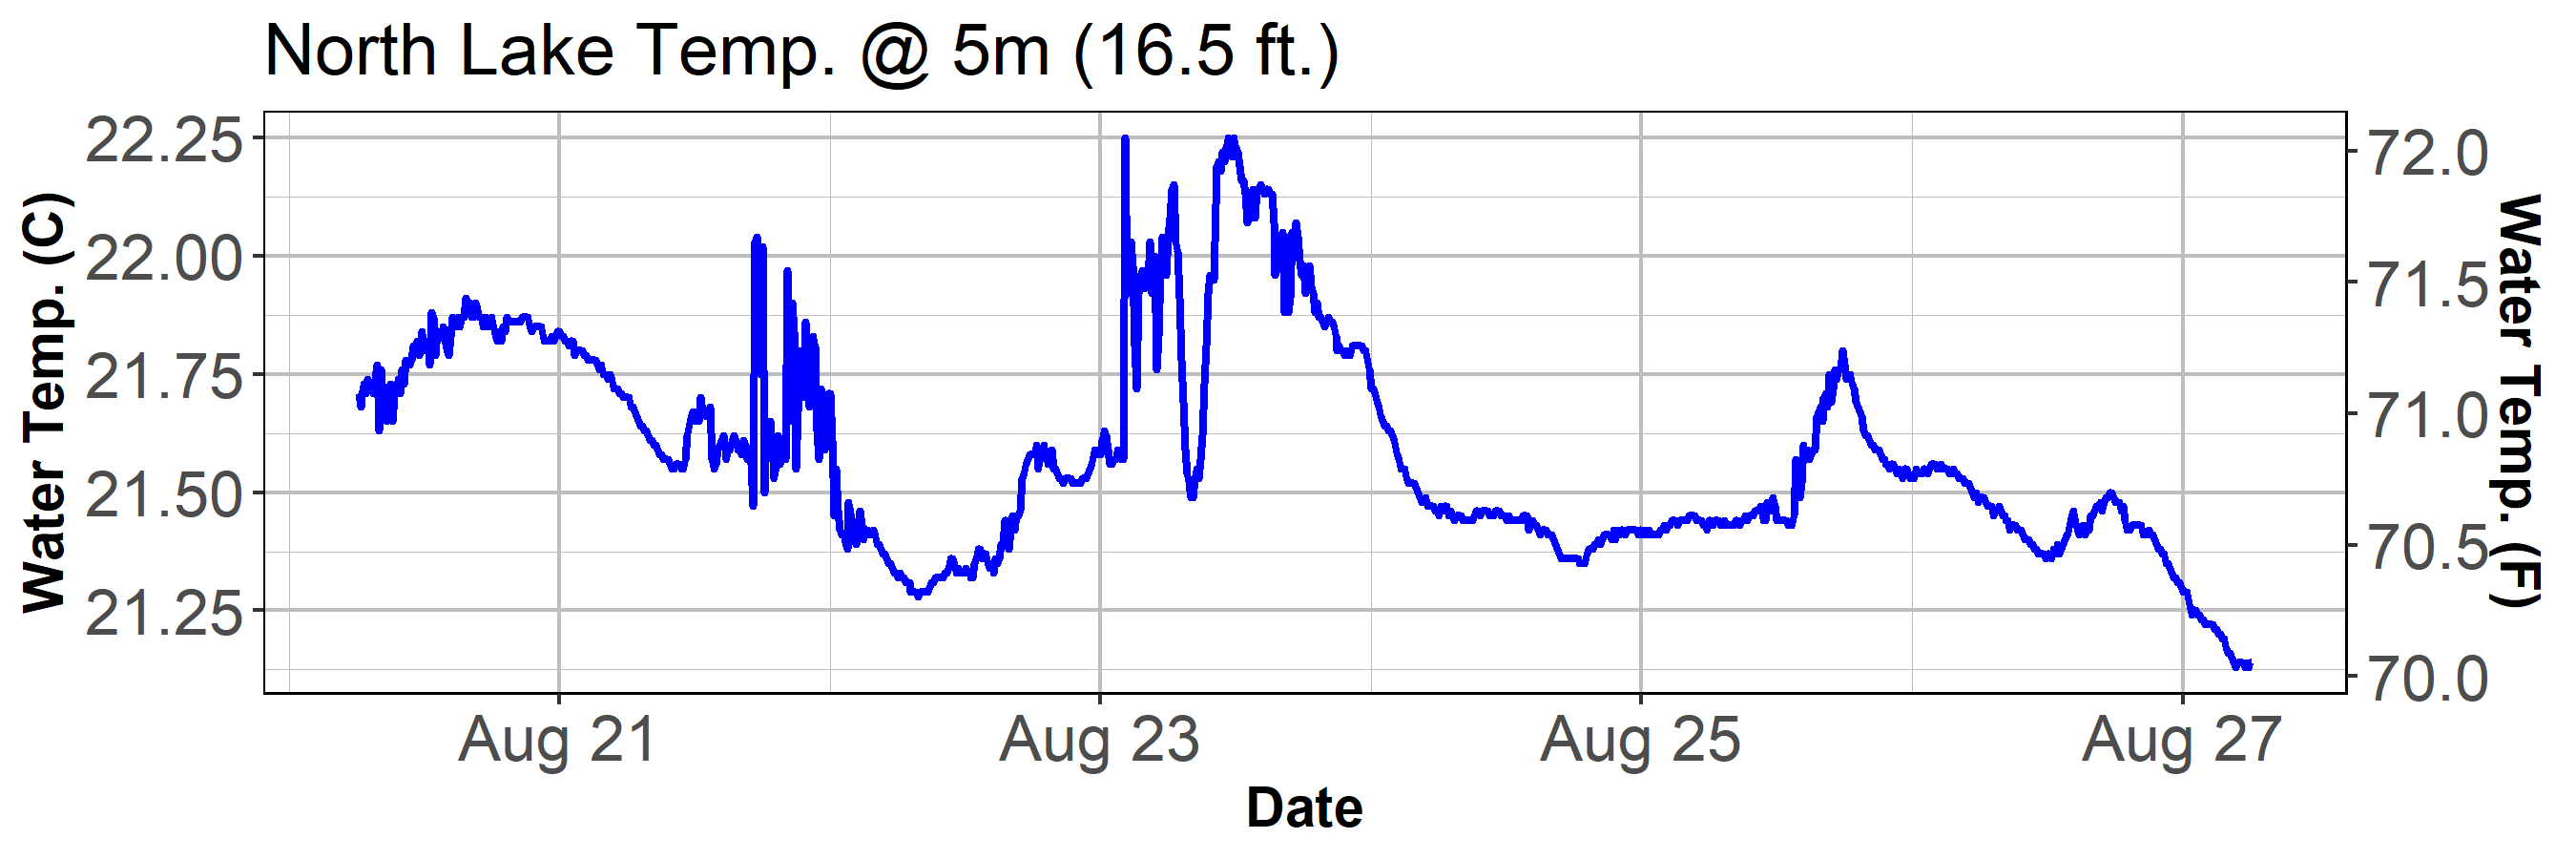 North Lake Temp. @ 5m (16.5 ft.)
Water Temp. (C)
22.25
22.00
21.75
21.50
21.25
72.0
71.5
71.0
70.5
70.0
Water Temp. (F)
Aug 21
Aug 23
Aug 25
Aug 27
Date